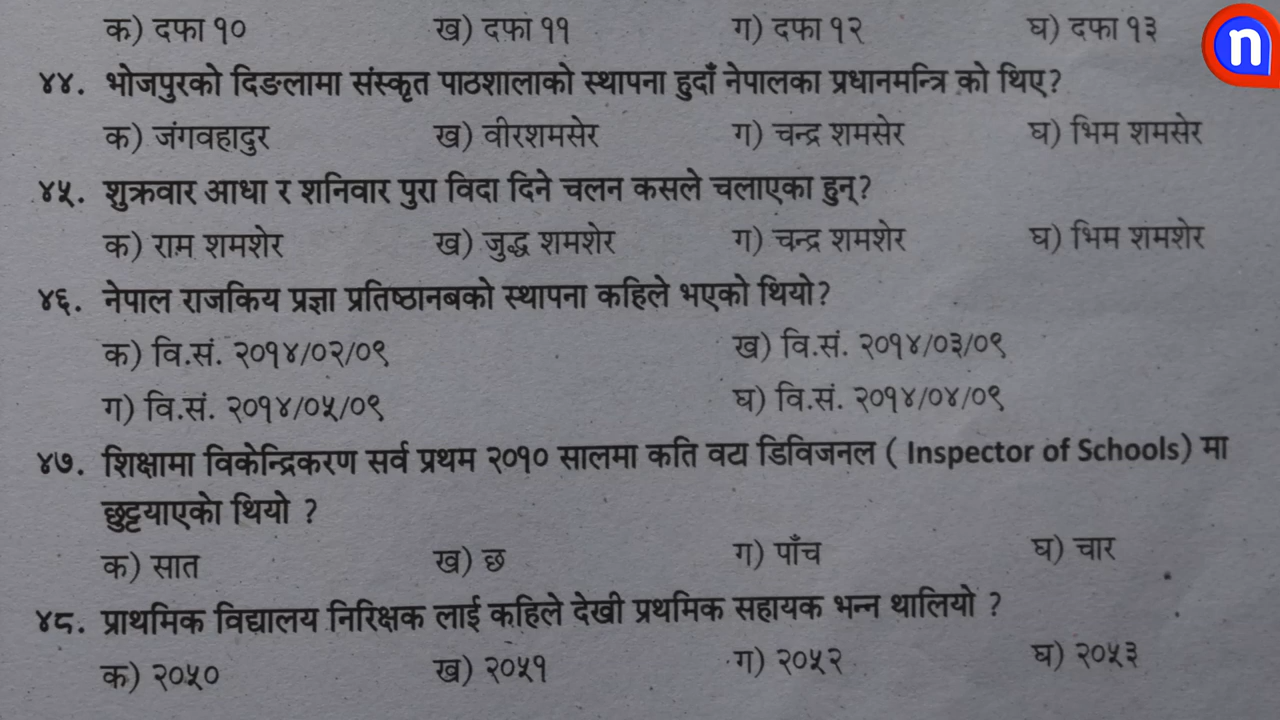 क) दफा १० ख) दफा ११ ग) दफा १२ घ) दफा १३
n
४४. भोजपुरको दिङलामा संस्कृत पाठशालाको स्थापना हुदाँ नेपालका प्रधानमन्त्रि को थिए?
क) जंगवहादुर ख) वीरशमसेर ग) चन्द्र शमसेर घ) भिम शमसेर
४५. शुक्रवार आधा र शनिवार पुरा विदा दिने चलन कसले चलाएका हुन्?
क) राम शमशेर ख) जुद्ध शमशेर ग) चन्द्र शमशेर घ) भिम शमशेर
४६. नेपाल राजकिय प्रज्ञा प्रतिष्ठानबको स्थापना कहिले भएको थियो?
क) वि.सं. २०१४/०२/०९ ख) वि.सं. २०१४/०३/०९
ग) वि.सं. २०१४/०५/०९ घ) वि.सं. २०१४/०४/०९
४७. शिक्षामा विकेन्द्रिकरण सर्व प्रथम २०१० सालमा कति वटा डिविजनल ( Inspector of Schools) मा
छुट्टयाएको थियो ?
क) सात ख) छ ग) पाँच घ) चार
४८. प्राथमिक विद्यालय निरिक्षक लाई कहिले देखी प्रथमिक सहायक भन्न थालियो ?
क) २०५० ख) २०५१ ग) २०५२ घ) २०५३